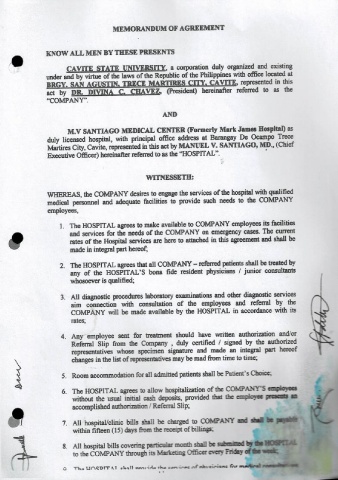 MEMORANDUM OF AGREEMENT
KNOW ALL MEN BY THESE PRESENTS
CAVITE STATE UNIVERSITY, a corporation duly organized and existing
under and by virtue of the laws of the Republic of the Philippines with office located at
BRGY. SAN AGUSTIN, TRECE MARTIRES CITY, CAVITE, represented in this
act by DR. DIVINA C. CHAVEZ, (President) hereinafter referred to as the
"COMPANY".
AND
M.V SANTIAGO MEDICAL CENTER (Formerly Mark James Hospital) as
duly licensed hospital, with principal office address at Barangay De Ocampo Trece
Martires City, Cavite, represented in this act by MANUEL V. SANTIAGO, MD., (Chief
Executive Officer) hereinafter referred to as the "HOSPITAL".
WITNESSETH:
WHEREAS, the COMPANY desires to engage the services of the hospital with qualified
medical personnel and adequate facilities to provide such needs to the COMPANY
employees,
1. The HOSPITAL agrees to make available to COMPANY employees its facilities
and services for the needs of the COMPANY on emergency cases. The current
rates of the Hospital services are here to attached in this agreement and shall be
made in integral part hereof;
2. The HOSPITAL agrees that all COMPANY – referred patients shall be treated by
any of the HOSPITAL'S bona fide resident physicians / junior consultants
whosoever is qualified;
3. All diagnostic procedures laboratory examinations and other diagnostic services
aim connection with consultation of the employees and referral by the
COMPANY will be made available by the HOSPITAL in accordance with its
rates;
4. Any employee sent for treatment should have written authorization and/or
Referral Slip from the Company , duly certified / signed by the authorized
representatives whose specimen signature and made an integral part hereof
changes in the list of representatives may be read from time to time;
5. Room accommodation for all admitted patients shall be Patient's Choice;
6. The HOSPITAL agrees to allow hospitalization of the COMPANY'S employees
without the usual initial cash deposits, provided that the employee presents an
accomplished authorization / Referral Slip;
7. All hospital/clinic bills shall be charged to COMPANY and shall be payable
within fifteen (15) days from the receipt of billings;
8. All hospital bills covering particular month shall be submitted by the HOSPITAL
to the COMPANY through its Marketing Officer every Friday of the week;
9. The HOSPITAL shall provide the services of physicians for medical consultation